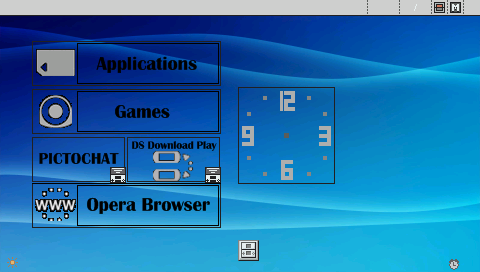 /
M
Applications
Games
12
9
3
6
PICTOCHAT
DS Download Play
WWW
Opera Browser